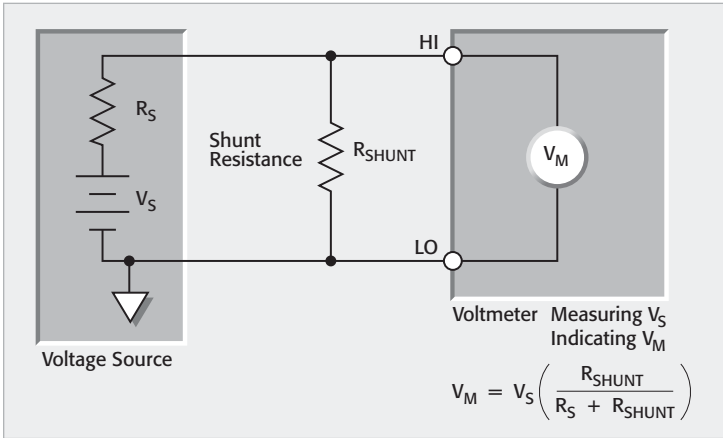 HI
R_S
Shunt
Resistance
R_SHUNT
V_M
V_S
LO
Voltage Source
Voltmeter Measuring V_S
Indicating V_M
V_M = V_S ( R_SHUNT / R_S + R_SHUNT )